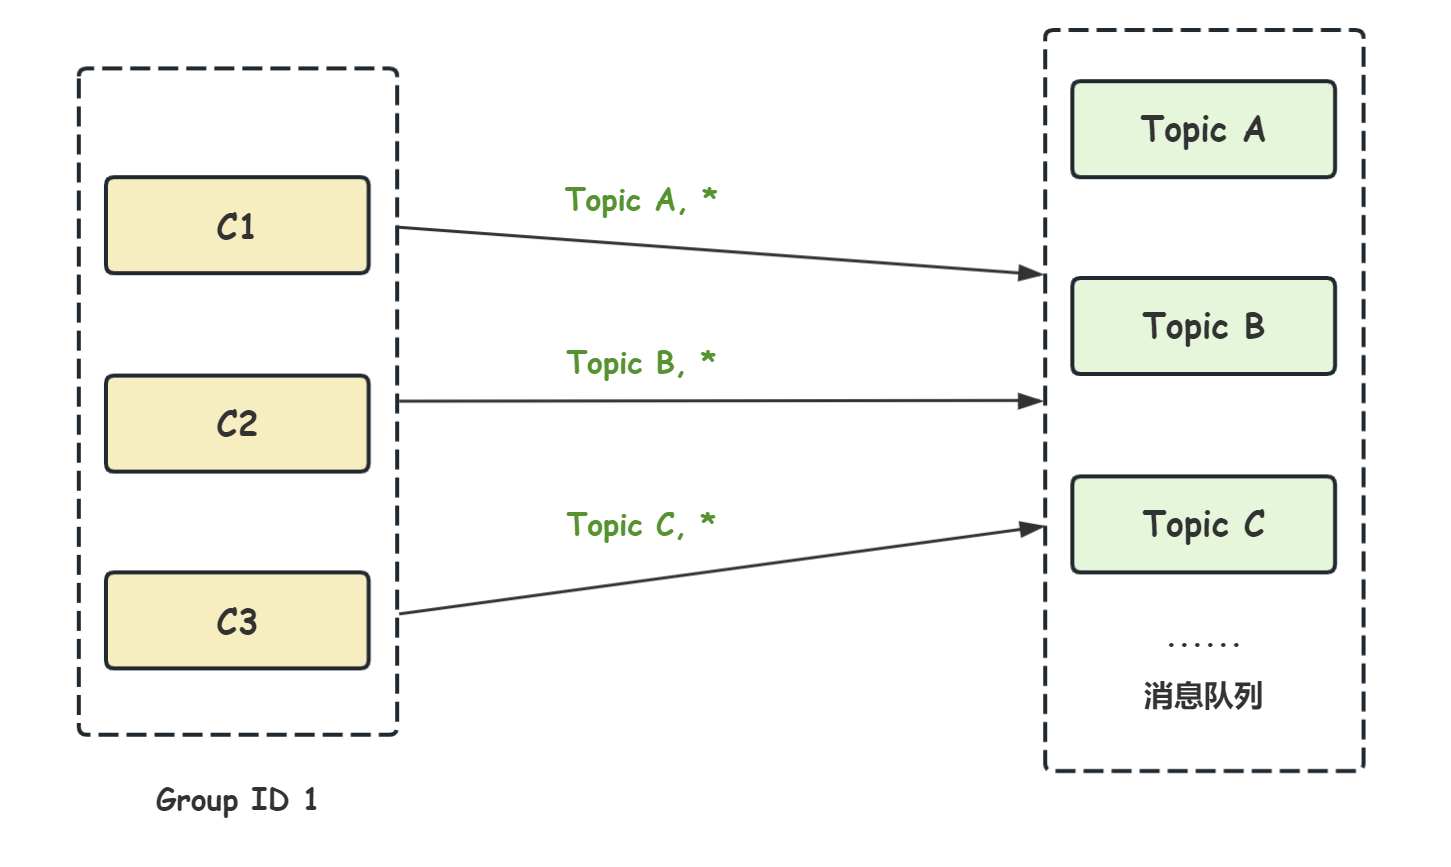 C1
C2
C3
Group ID 1
Topic A, *
Topic B, *
Topic C, *
Topic A
Topic B
Topic C
......
消息队列